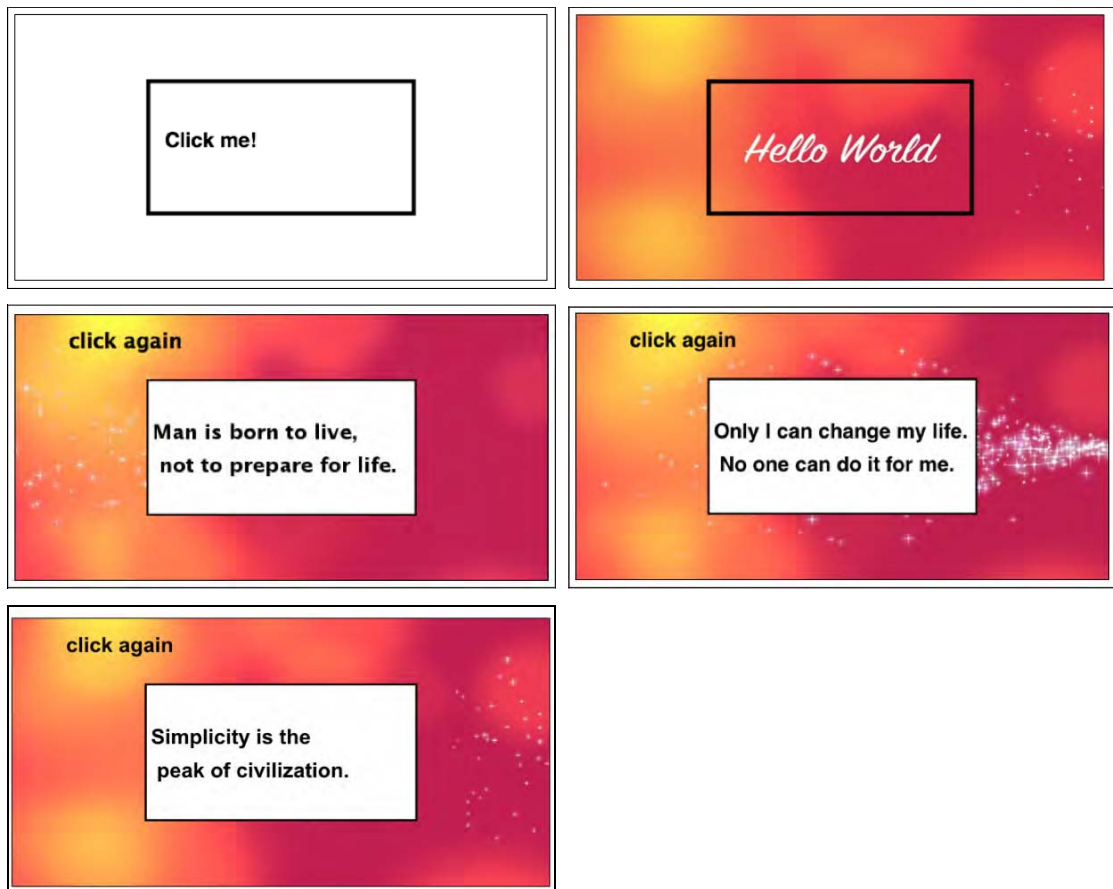 Click me!
Hello World
click again
Man is born to live,
not to prepare for life.
click again
Only I can change my life.
No one can do it for me.
click again
Simplicity is the
peak of civilization.